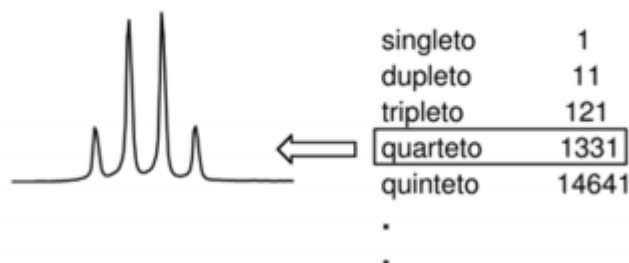 singleto 1
dupleto 11
tripleto 121
quarteto 1331
quinteto 14641
.
.